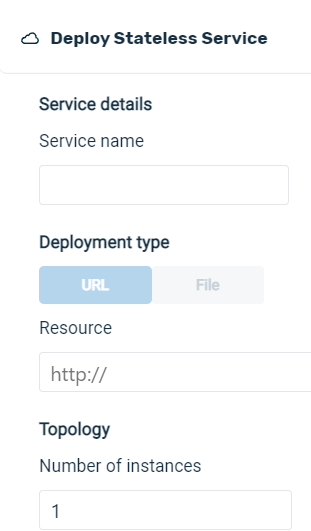 Deploy Stateless Service
Service details
Service name
Deployment type
URL File
Resource
http://
Topology
Number of instances
1